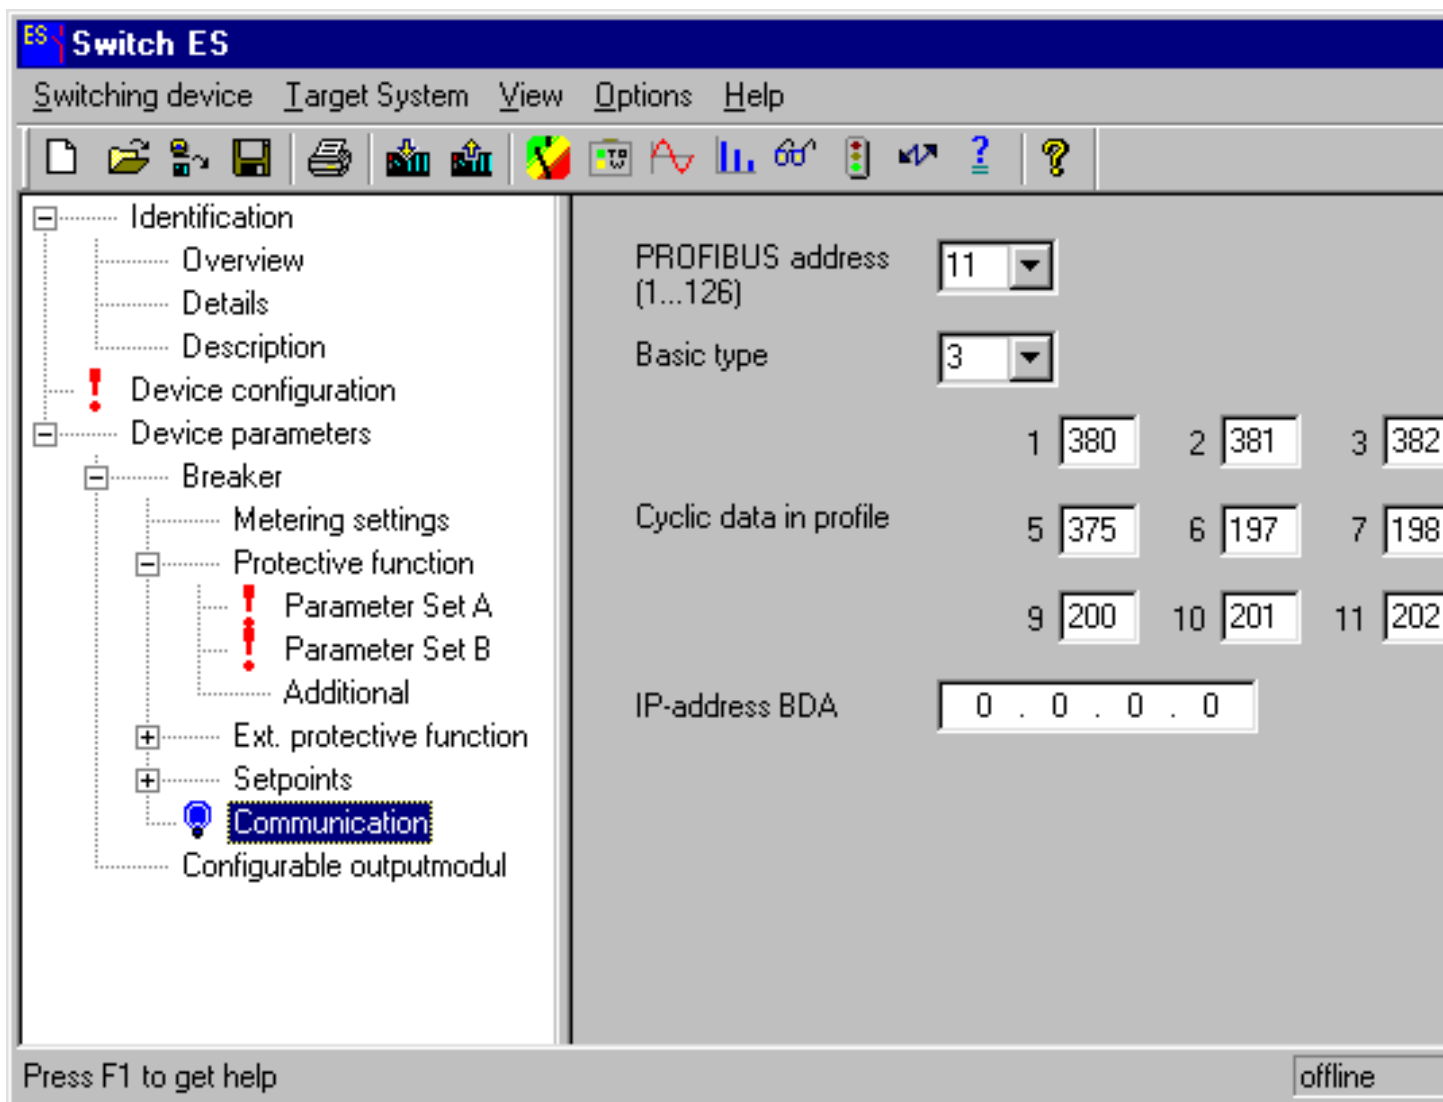 ES Switch ES
Switching device Target System View Options Help
Identification
Overview
Details
Description
Device configuration
Device parameters
Breaker
Metering settings
Protective function
Parameter Set A
Parameter Set B
Additional
Ext. protective function
Setpoints
Communication
Configurable outputmodul
PROFIBUS address 11
(1...126)
Basic type 3
1 380 2 381 3 382
Cyclic data in profile 5 375 6 197 7 198
9 200 10 201 11 202
IP-address BDA 0 . 0 . 0 . 0
Press F1 to get help offline